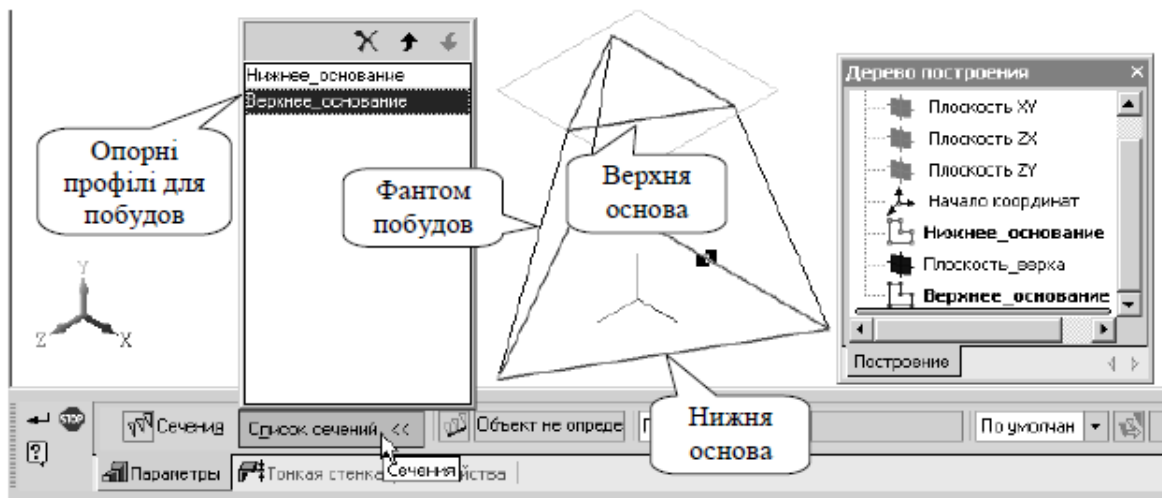 Нижнее_основание
Верхнее_основание
Опорні
профілі для
побудов
Фантом
побудов
Верхня
основа
Нижня
основа
Y
Z
X
Дерево построения
Плоскость XY
Плоскость ZX
Плоскость ZY
Начало координат
Нижнее_основание
Плоскость_верха
Верхнее_основание
Построение
STOP
Сечения
Список сечений <<
Объект не опреде
По умолчан
Параметры
Тонкая стенка
Сечения
йства